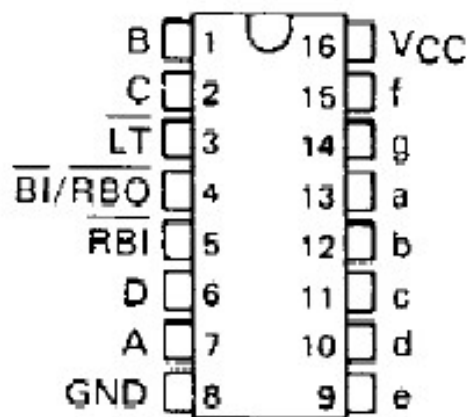 B 1 16 VCC
C 2 15 f
LT 3 14 g
BI/RBO 4 13 a
RBI 5 12 b
D 6 11 c
A 7 10 d
GND 8 9 e